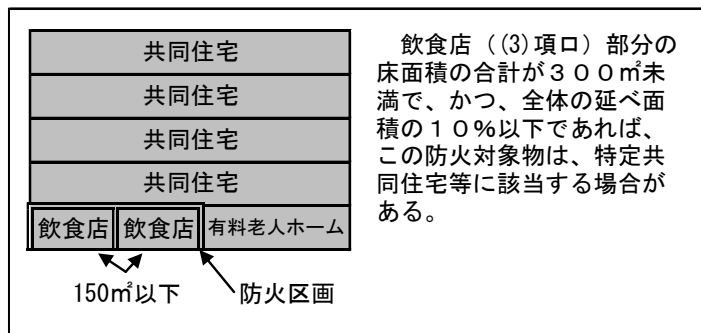 共同住宅
共同住宅
共同住宅
共同住宅
飲食店 飲食店 有料老人ホーム
150㎡以下 防火区画
飲食店（(3)項ロ）部分の
床面積の合計が３００㎡未
満で、かつ、全体の延べ面
積の１０％以下であれば、
この防火対象物は、特定共
同住宅等に該当する場合が
ある。